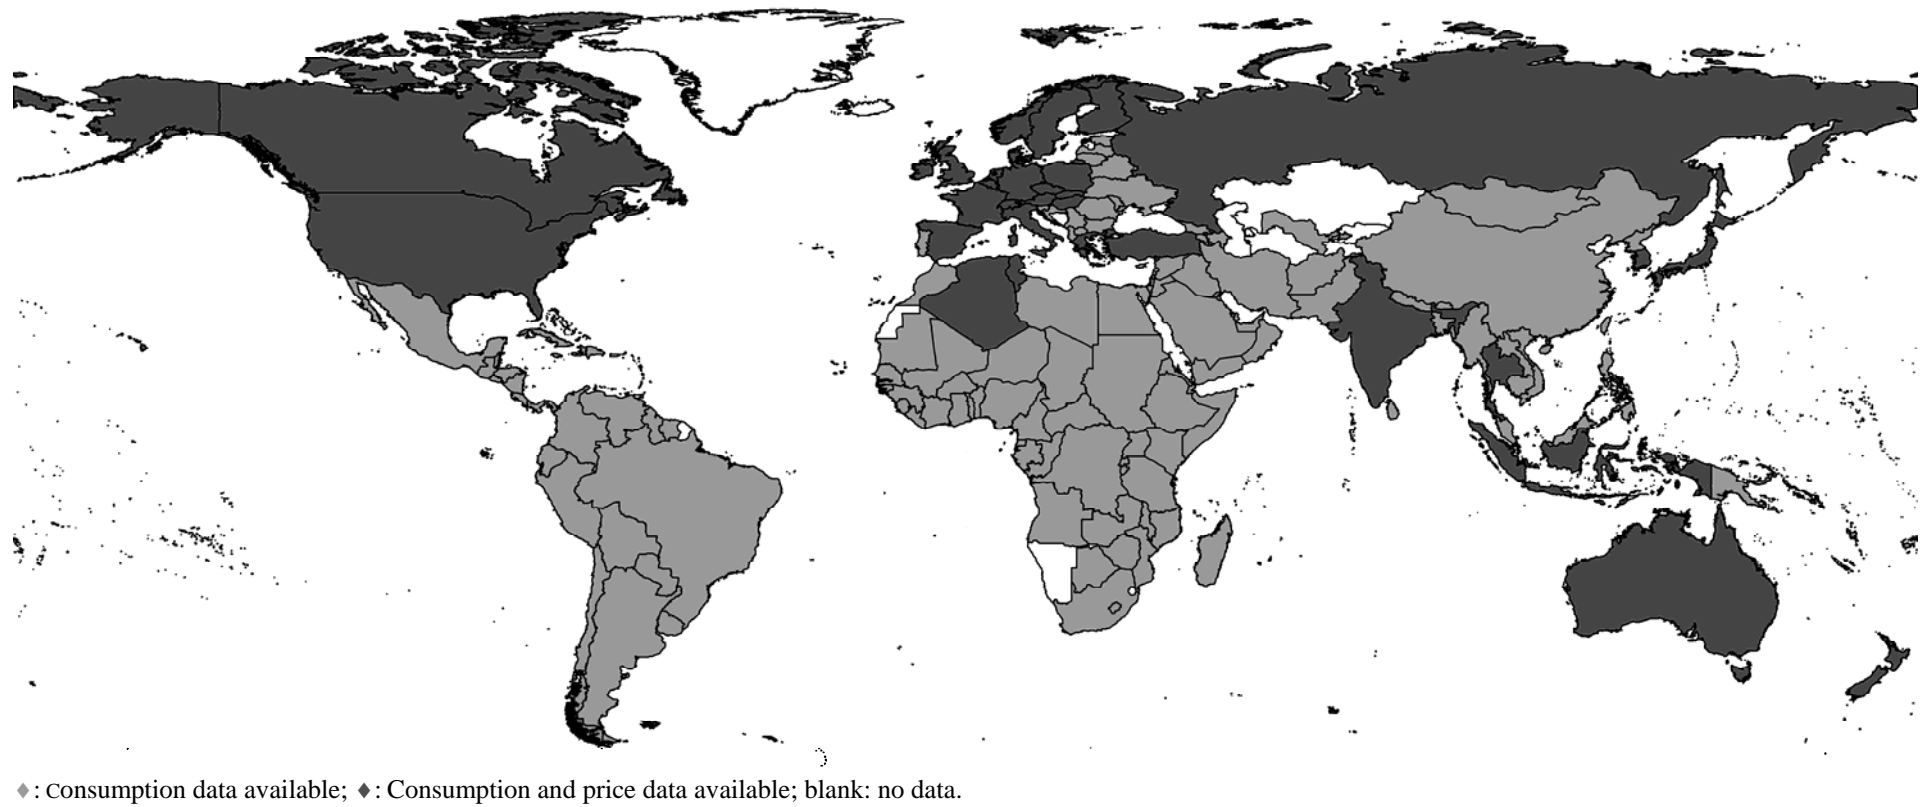 ♦: Consumption data available; ♦: Consumption and price data available; blank: no data.